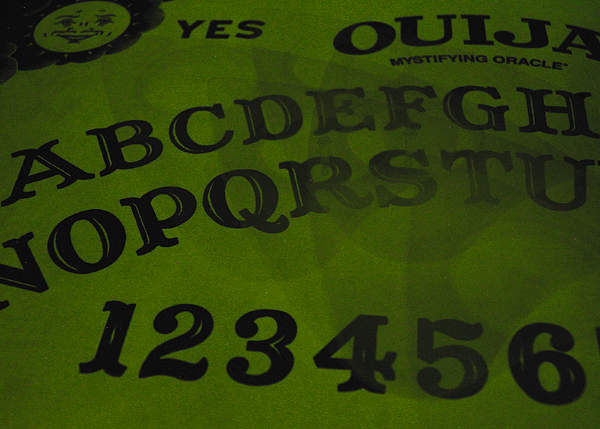 YES OUIJA
MYSTIFYING ORACLE
ABCDEFGH
NOPQRSTU
123456